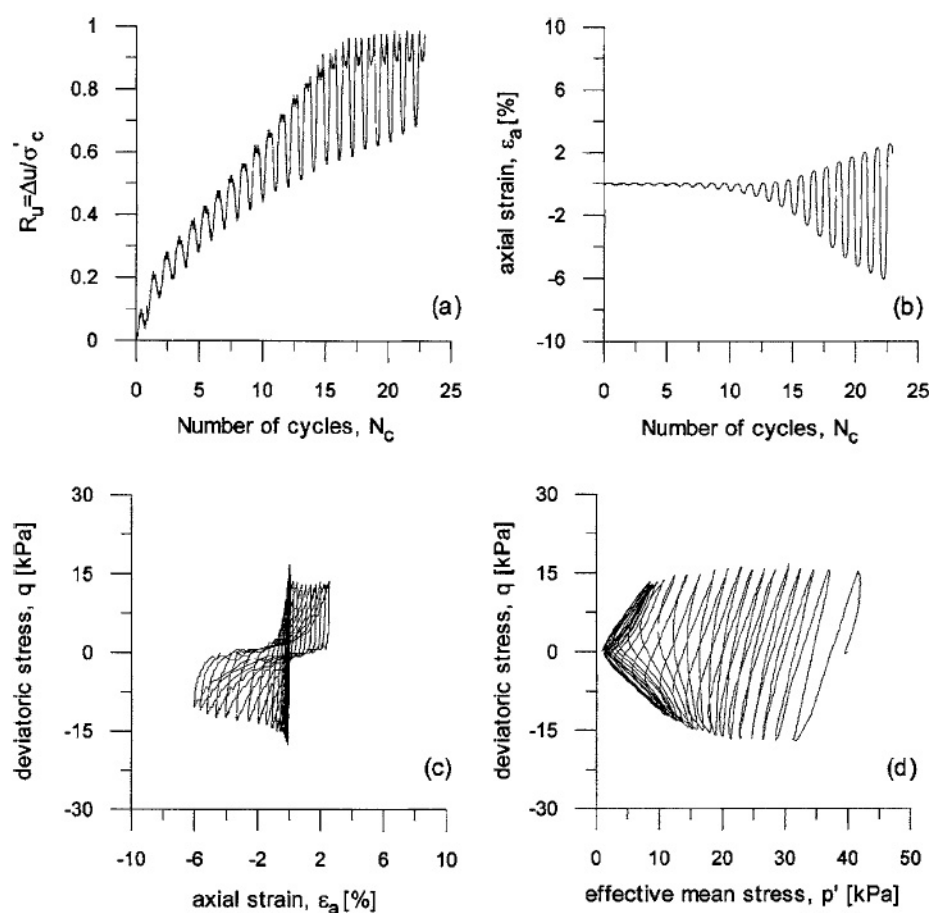 1
0.8
0.6
0.4
0.2
0
R_u=Δu/σ'_c
0 5 10 15 20 25
Number of cycles, N_c
(a)
10
6
2
-2
-6
-10
axial strain, ε_a [%]
0 5 10 15 20 25
Number of cycles, N_c
(b)
30
15
0
-15
-30
deviatoric stress, q [kPa]
-10 -6 -2 2 6 10
axial strain, ε_a [%]
(c)
30
15
0
-15
-30
deviatoric stress, q [kPa]
0 10 20 30 40 50
effective mean stress, p' [kPa]
(d)